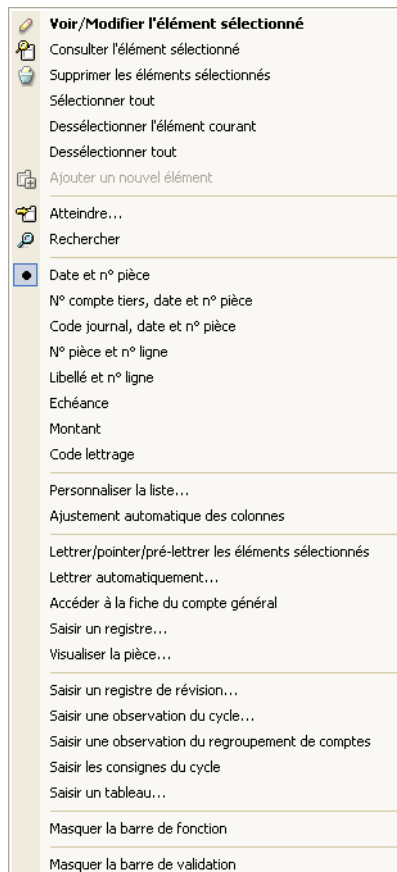 Voir/Modifier l'élément sélectionné
Consulter l'élément sélectionné
Supprimer les éléments sélectionnés
Sélectionner tout
Dessélectionner l'élément courant
Dessélectionner tout
Ajouter un nouvel élément
Atteindre...
Rechercher
Date et n° pièce
N° compte tiers, date et n° pièce
Code journal, date et n° pièce
N° pièce et n° ligne
Libellé et n° ligne
Echéance
Montant
Code lettrage
Personnaliser la liste...
Ajustement automatique des colonnes
Lettrer/pointer/pré-lettrer les éléments sélectionnés
Lettrer automatiquement...
Accéder à la fiche du compte général
Saisir un registre...
Visualiser la pièce...
Saisir un registre de révision...
Saisir une observation du cycle...
Saisir une observation du regroupement de comptes
Saisir les consignes du cycle
Saisir un tableau...
Masquer la barre de fonction
Masquer la barre de validation